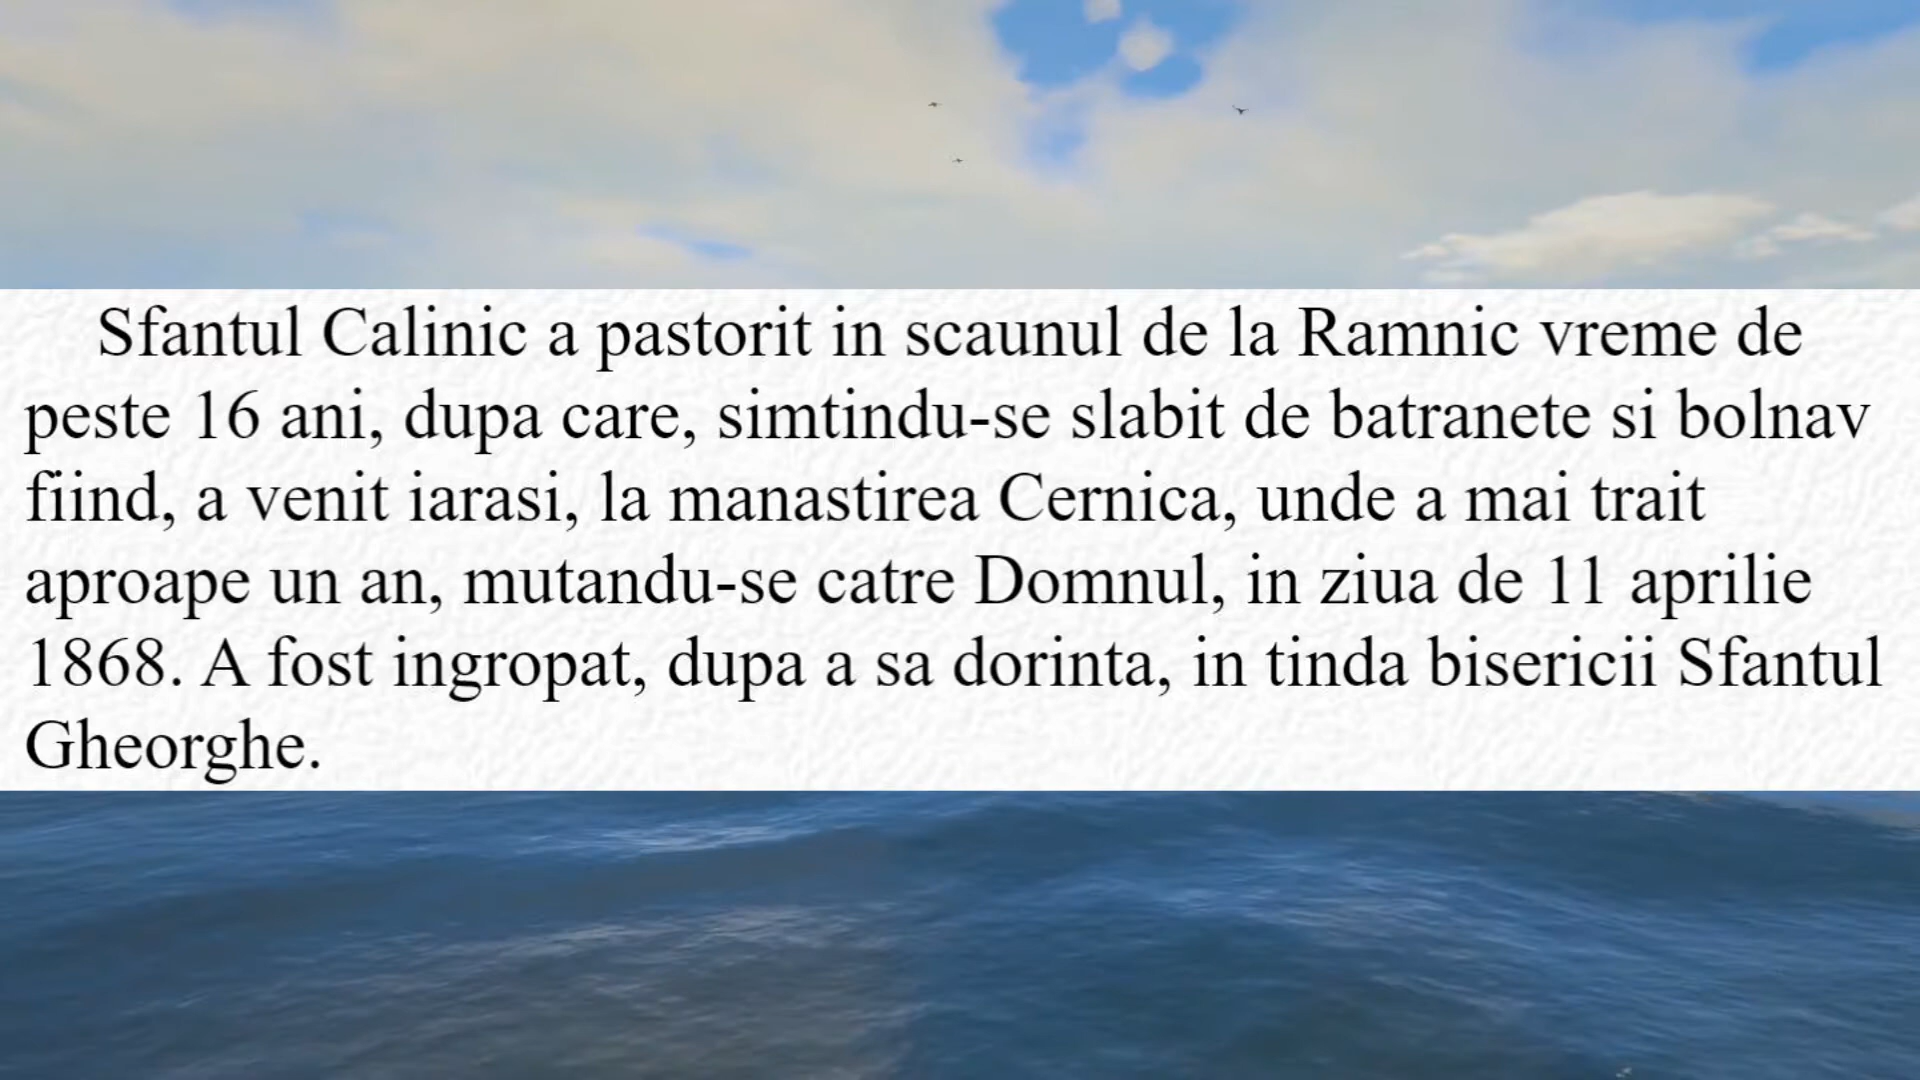 Sfantul Calinic a pastorit in scaunul de la Ramnic vreme de
peste 16 ani, dupa care, simtindu-se slabit de batranete si bolnav
fiind, a venit iarasi, la manastirea Cernica, unde a mai trait
aproape un an, mutandu-se catre Domnul, in ziua de 11 aprilie
1868. A fost ingropat, dupa a sa dorinta, in tinda bisericii Sfantul
Gheorghe.